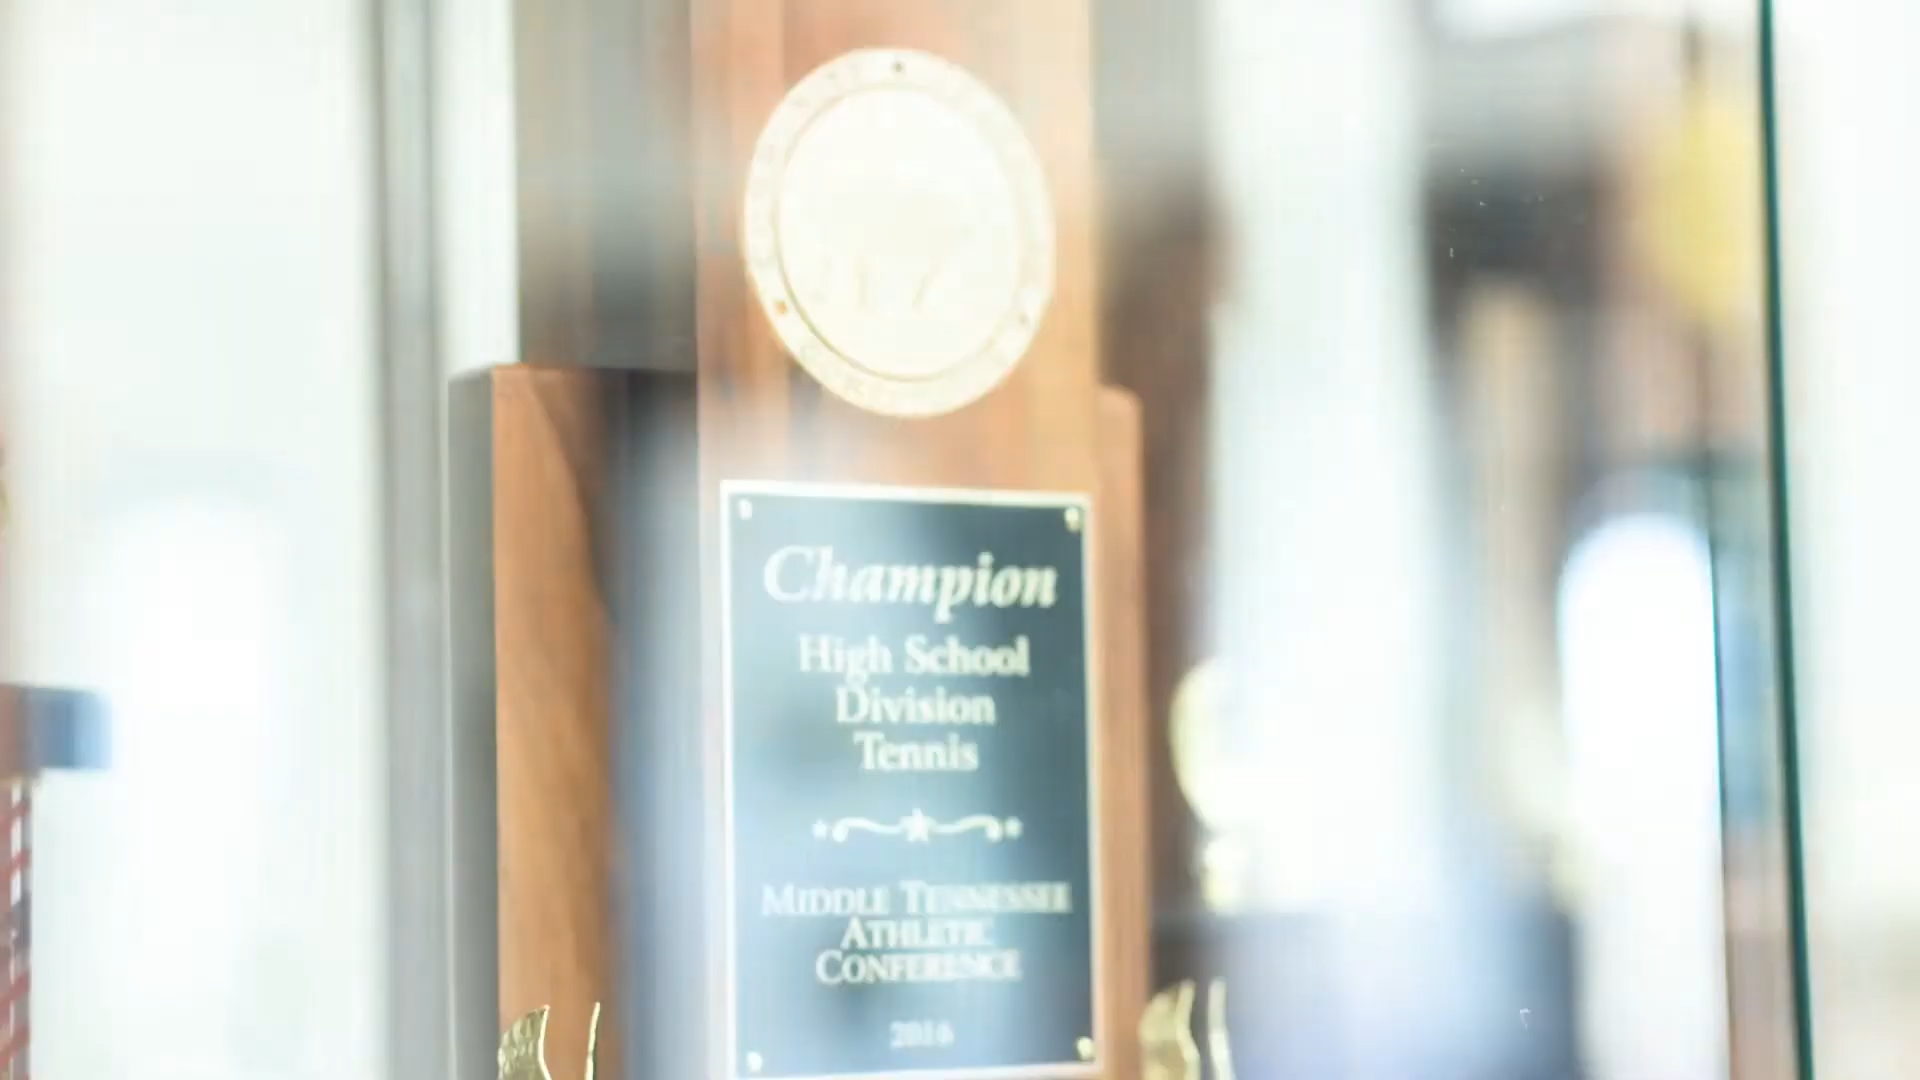 Champion
High School
Division
Tennis
MIDDLE TENNESSEE
ATHLETIC
CONFERENCE
2016